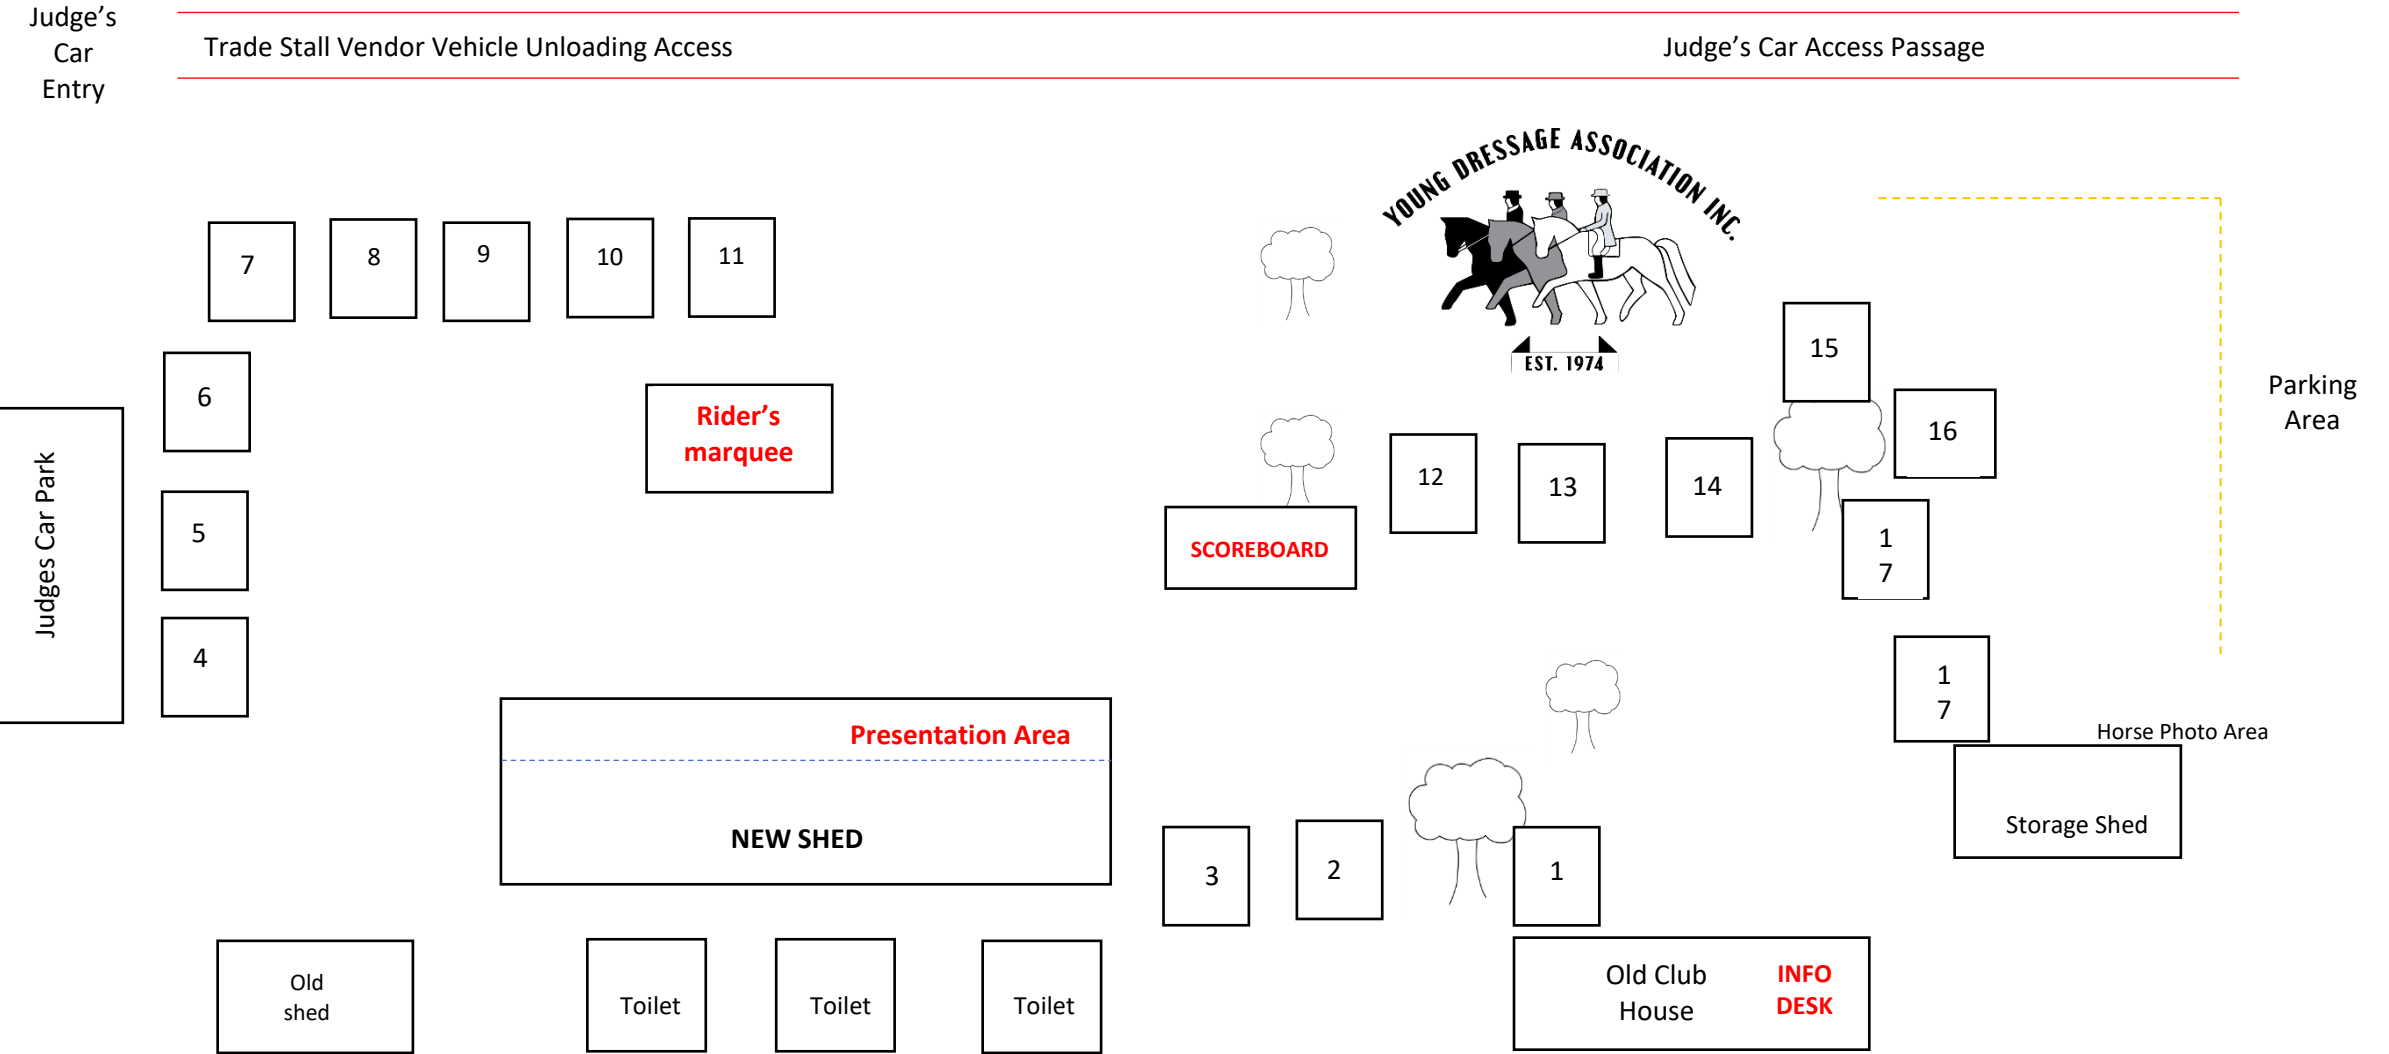 Judge’s
Car
Entry
Trade Stall Vendor Vehicle Unloading Access
Judge’s Car Access Passage
YOUNG DRESSAGE ASSOCIATION INC.
EST. 1974
7
8
9
10
11
15
6
Rider’s
marquee
16
Parking
Area
12
13
14
Judges Car Park
5
SCOREBOARD
1
7
4
1
7
Presentation Area
Horse Photo Area
NEW SHED
Storage Shed
3
2
1
Old
shed
Toilet
Toilet
Toilet
Old Club
House
INFO
DESK